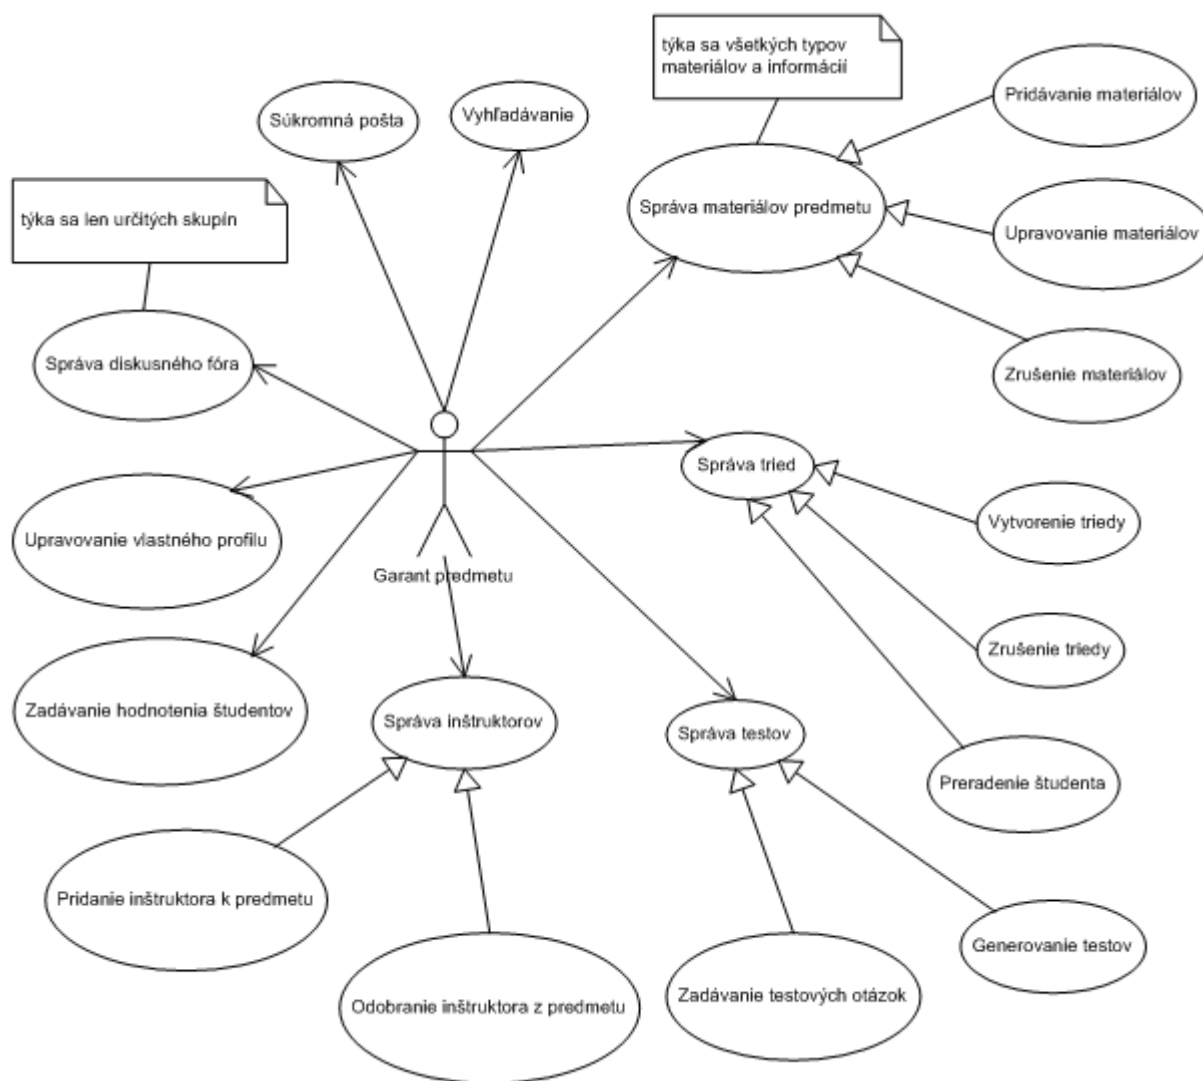 týka sa všetkých typov
materiálov a informácií
Pridávanie materiálov
Súkromná pošta
Vyhľadávanie
týka sa len určitých skupín
Správa materiálov predmetu
Upravovanie materiálov
Správa diskusného fóra
Zrušenie materiálov
Správa tried
Vytvorenie triedy
Upravovanie vlastného profilu
Garant predmetu
Zrušenie triedy
Zadávanie hodnotenia študentov
Správa inštruktorov
Správa testov
Preradenie študenta
Pridanie inštruktora k predmetu
Generovanie testov
Zadávanie testových otázok
Odobranie inštruktora z predmetu